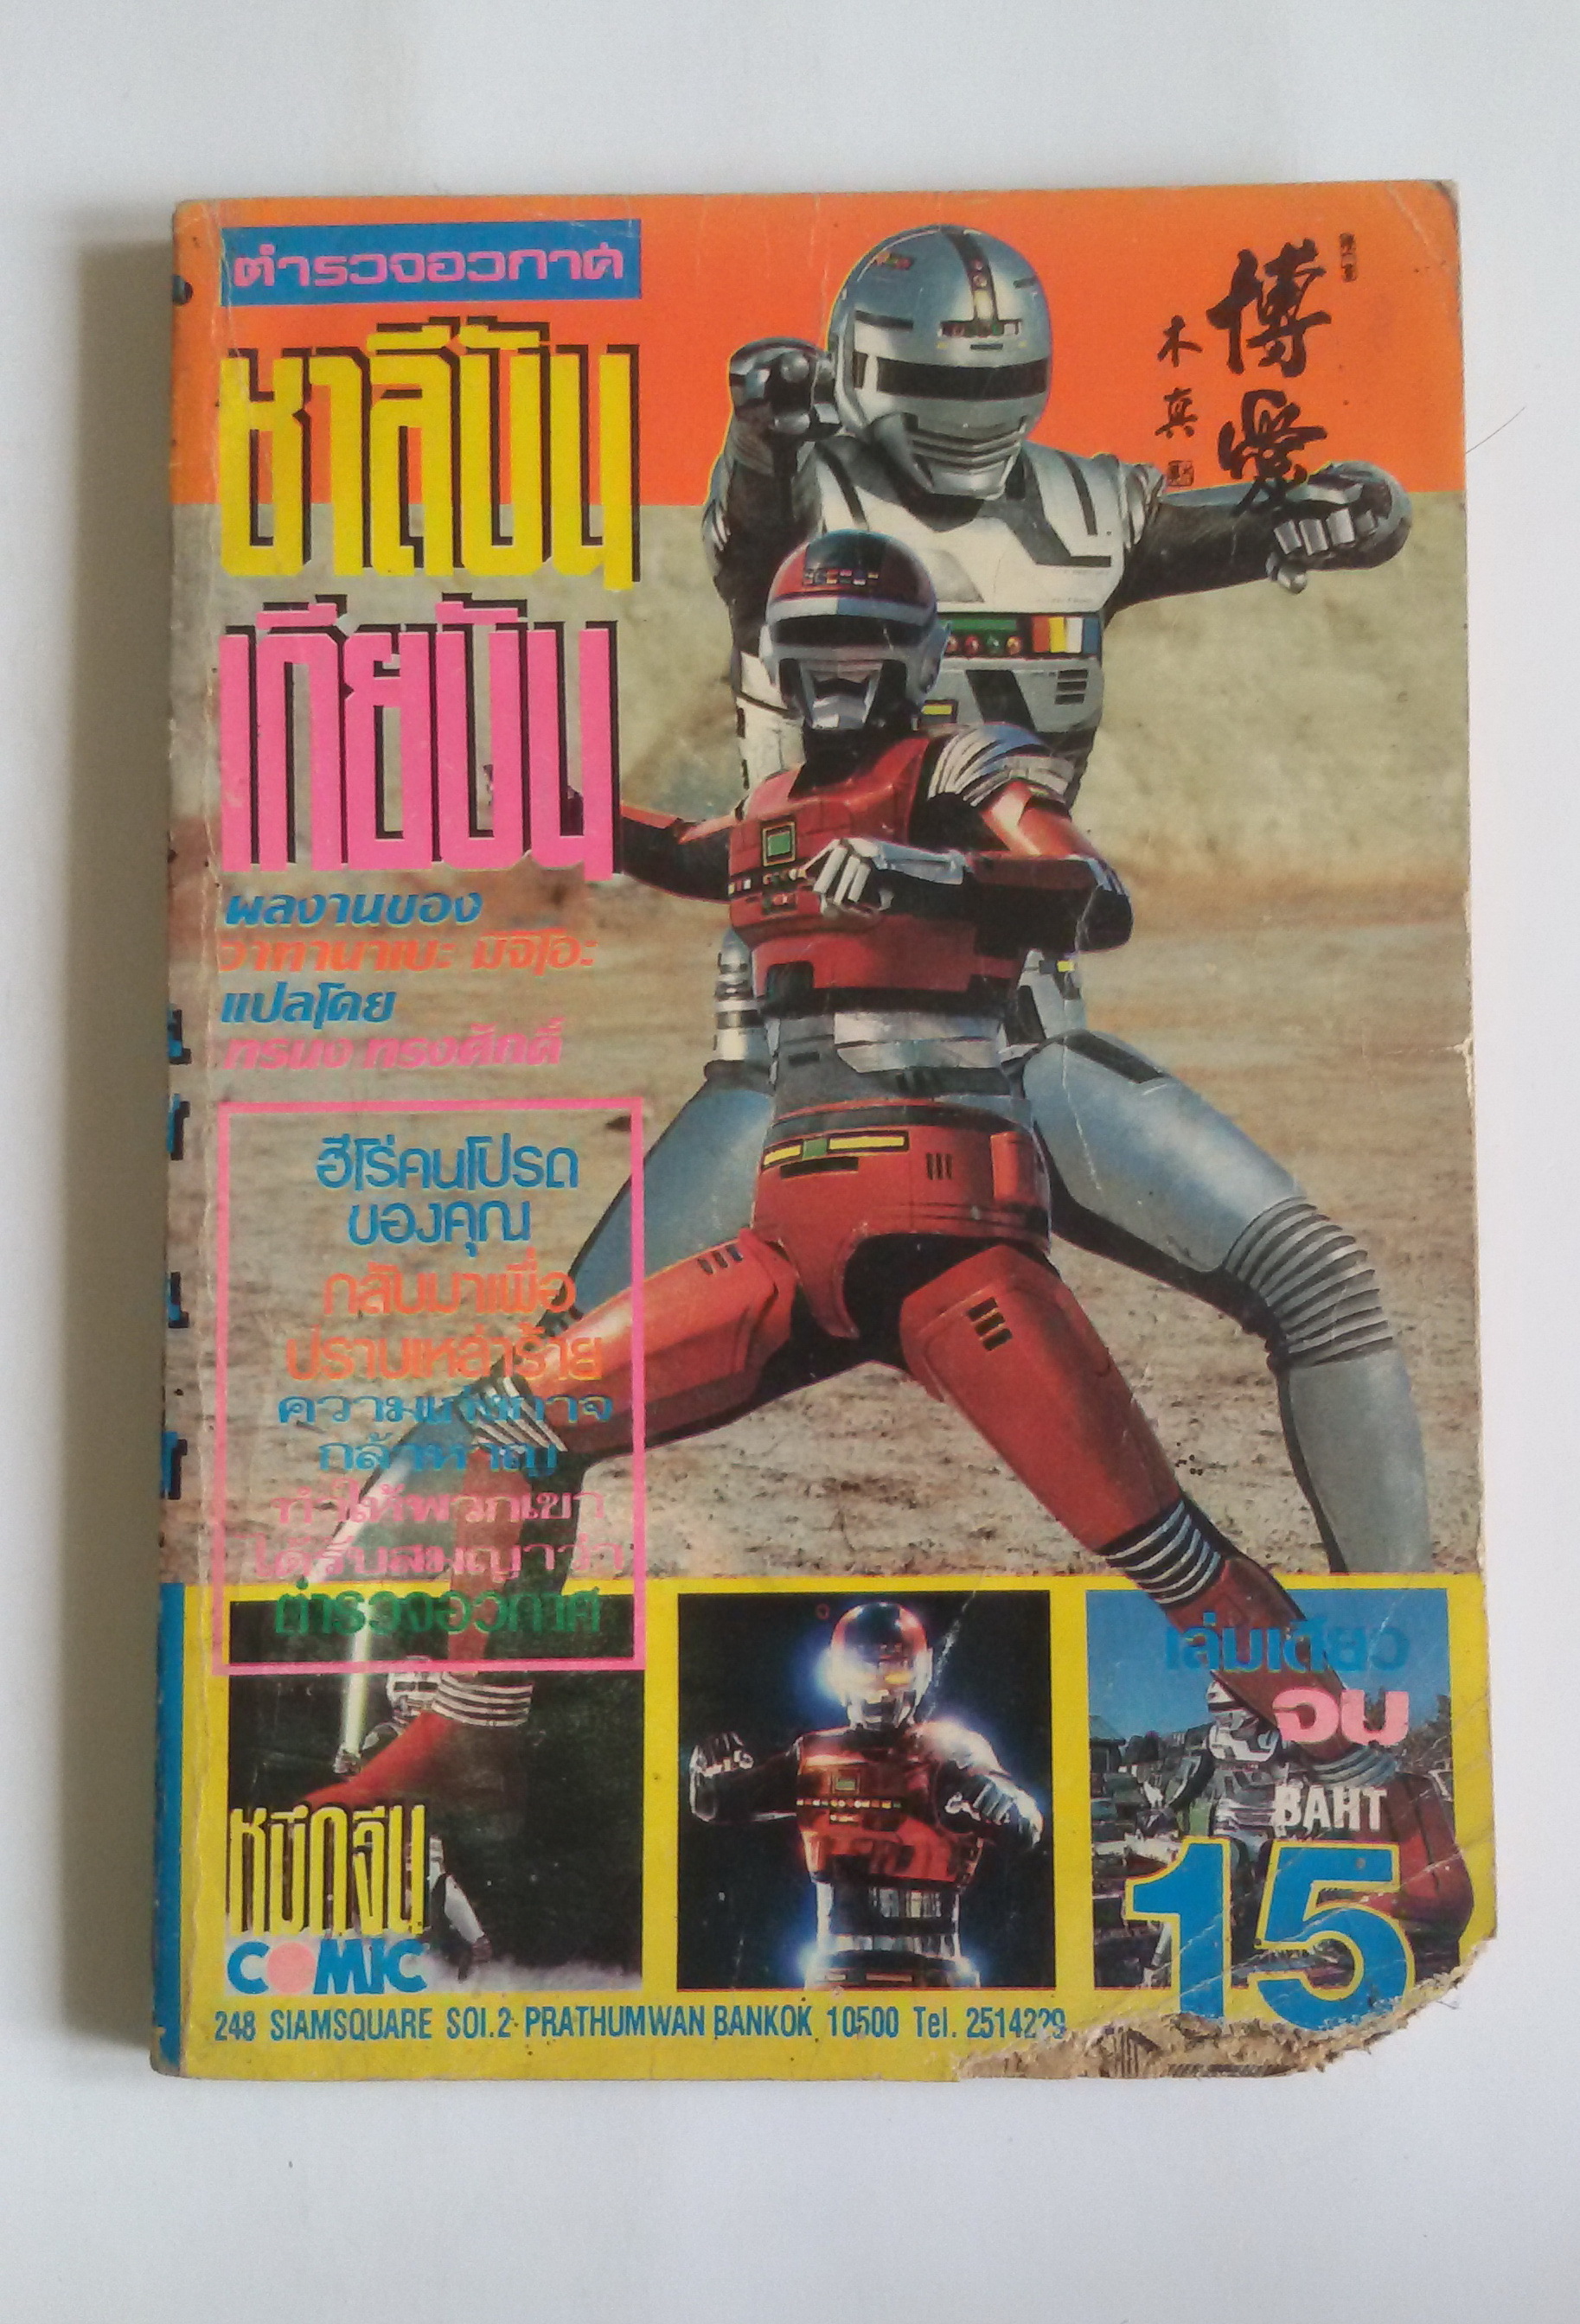 ตำรวจอวกาศ
ชาลีบัน
เกียบัน
ผลงานของ
วาทานาเบะ มิจิโอะ
แปลโดย
ทรนง ทรงศักดิ์
ฮีโร่คนโปรด
ของคุณ
กลับมาเพื่อ
ปราบเหล่าร้าย
ความแกร่งกาจ
กล้าหาญ
ทำให้พวกเขา
ได้รับสมญาว่า
ตำรวจอวกาศ
博愛
木真
เล่มเดียว
จบ
BAHT
15
หมึกจีน
COMIC
248 SIAMSQUARE SOI.2 PRATHUMWAN BANKOK 10500 Tel. 2514229